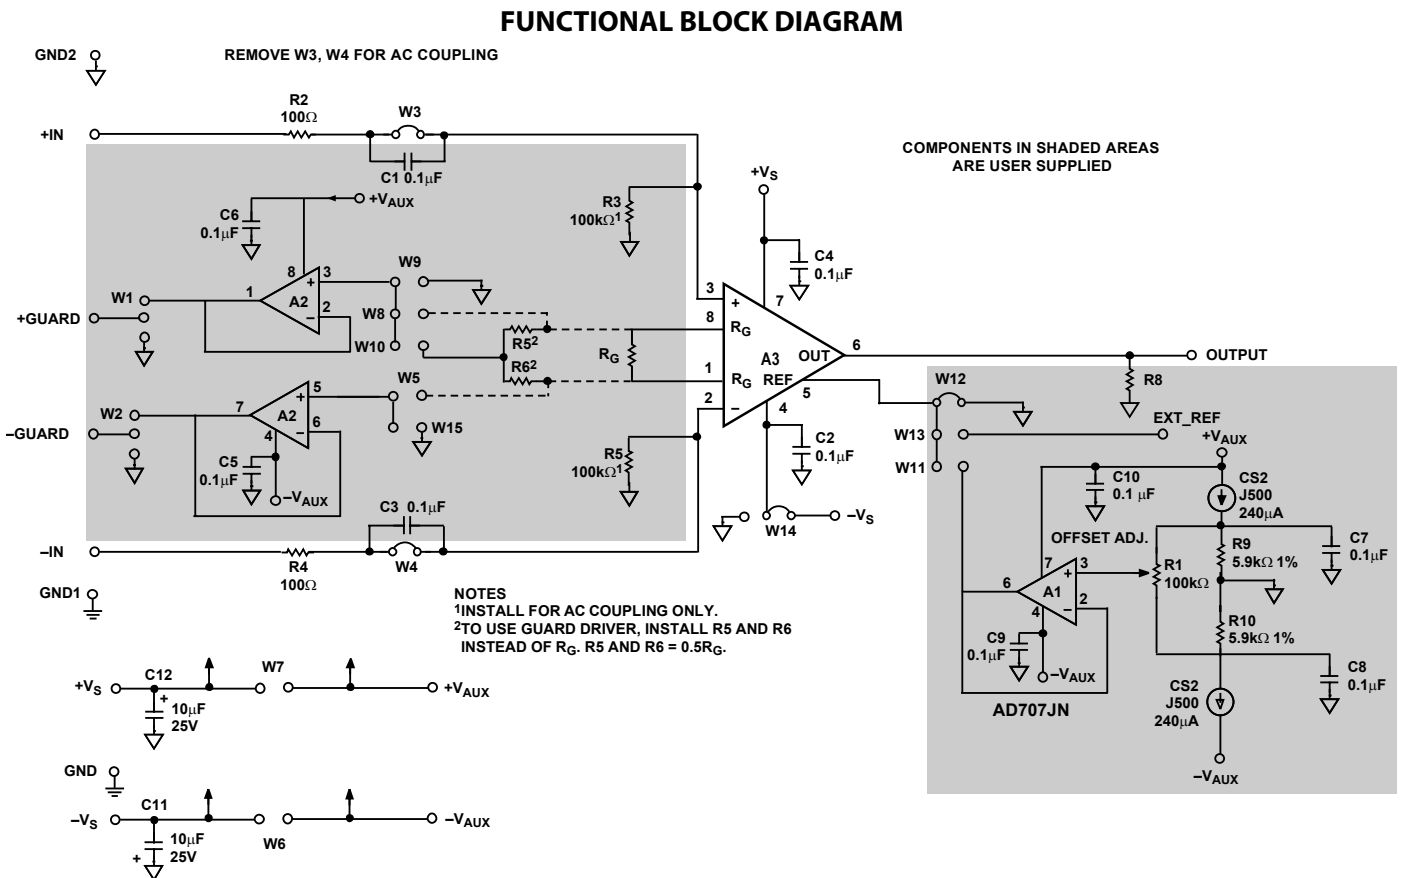 FUNCTIONAL BLOCK DIAGRAM
GND2
REMOVE W3, W4 FOR AC COUPLING
R2
100Ω
W3
+IN
C1 0.1μF
COMPONENTS IN SHADED AREAS
ARE USER SUPPLIED
+VS
+VAUX
C6
0.1μF
R3
100kΩ1
C4
0.1μF
W9
8
3
1
A2
2
W1
W8
+GUARD
W10
R5²
R6²
RG
3
+
7
8
RG
A3
OUT
6
OUTPUT
1
RG
REF
5
2
–
4
R8
W5
5
7
A2
6
4
W2
–GUARD
W15
C5
0.1μF
–VAUX
R5
100kΩ1
C2
0.1μF
W12
W13
EXT_REF
W11
+VAUX
C10
0.1 μF
CS2
J500
240μA
C3 0.1μF
W14
–VS
–IN
R4
100Ω
W4
OFFSET ADJ.
R9
5.9kΩ 1%
C7
0.1μF
7
3
+
6
A1
2
–
4
R1
100kΩ
R10
5.9kΩ 1%
C9
0.1μF
–VAUX
C8
0.1μF
AD707JN
CS2
J500
240μA
–VAUX
GND1
NOTES
1INSTALL FOR AC COUPLING ONLY.
2TO USE GUARD DRIVER, INSTALL R5 AND R6
INSTEAD OF RG. R5 AND R6 = 0.5RG.
+VS
C12
+
10μF
25V
W7
+VAUX
GND
–VS
C11
10μF
25V
+
W6
–VAUX